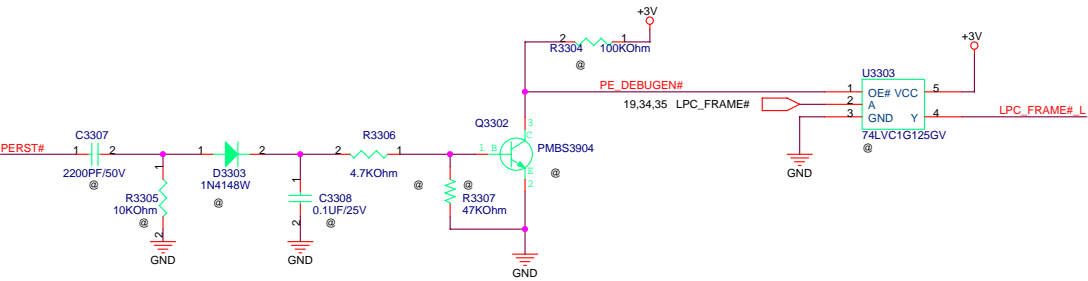 +3V
2
1
R3304
100KOhm
@
+3V
PE_DEBUGEN#
U3303
1
OE#
VCC
5
19,34,35
LPC_FRAME#
2
A
3
GND
Y
4
LPC_FRAME#_L
74LVC1G125GV
@
GND
Q3302
3
C
PMBS3904
1
B
E
2
@
PERST#
C3307
1
2
2200PF/50V
@
1
2
D3303
1N4148W
@
R3306
2
1
4.7KOhm
@
@
1
R3305
10KOhm
@
2
GND
1
C3308
0.1UF/25V
@
2
GND
R3307
47KOhm
GND